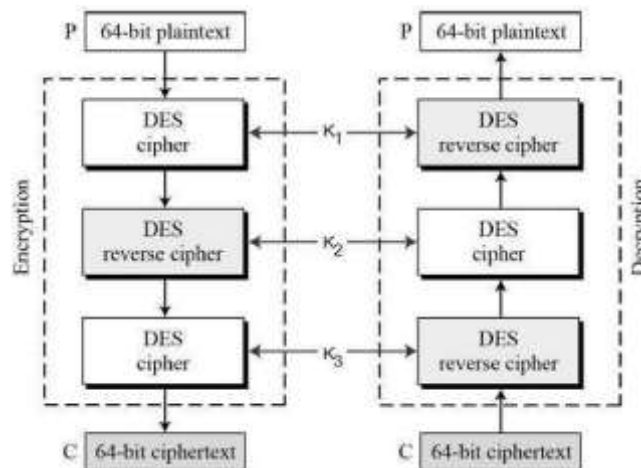 P 64-bit plaintext
P 64-bit plaintext
Encryption
DES
cipher
K1
DES
reverse cipher
DES
reverse cipher
K2
DES
cipher
DES
cipher
K3
DES
reverse cipher
Decryption
C 64-bit ciphertext
C 64-bit ciphertext